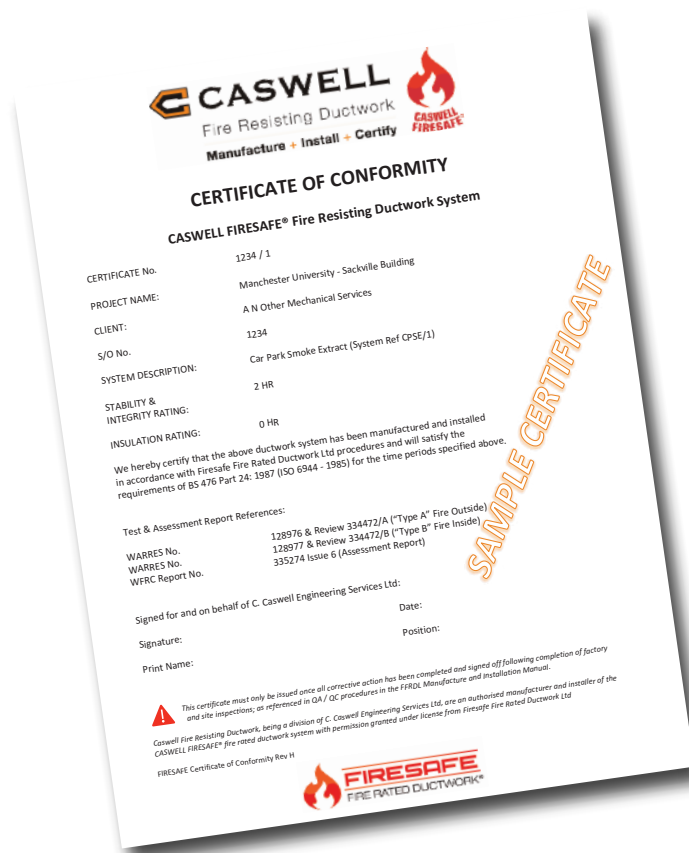 CASWELL
Fire Resisting Ductwork
Manufacture + Install + Certify
CASWELL
FIRESAFE®
CERTIFICATE OF CONFORMITY
CASWELL FIRESAFE® Fire Resisting Ductwork System
CERTIFICATE No. 1234 / 1
PROJECT NAME: Manchester University - Sackville Building
CLIENT: A N Other Mechanical Services
S/O No. 1234
SYSTEM DESCRIPTION: Car Park Smoke Extract (System Ref CPSE/1)
STABILITY &
INTEGRITY RATING: 2 HR
INSULATION RATING: 0 HR
We hereby certify that the above ductwork system has been manufactured and installed
in accordance with Firesafe Fire Rated Ductwork Ltd procedures and will satisfy the
requirements of BS 476 Part 24: 1987 (ISO 6944 - 1985) for the time periods specified above.
Test & Assessment Report References:
WARRES No. 128976 & Review 334472/A ("Type A" Fire Outside)
WARRES No. 128977 & Review 334472/B ("Type B" Fire Inside)
WFRC Report No. 335274 Issue 6 (Assessment Report)
Signed for and on behalf of C. Caswell Engineering Services Ltd:
Signature: Date:
Print Name: Position:
This certificate must only be issued once all corrective action has been completed and signed off following completion of factory
and site inspections; as referenced in QA / QC procedures in the FFRDL Manufacture and Installation Manual.
Caswell Fire Resisting Ductwork, being a division of C. Caswell Engineering Services Ltd, are an authorised manufacturer and installer of the
CASWELL FIRESAFE® fire rated ductwork system with permission granted under license from Firesafe Fire Rated Ductwork Ltd
FIRESAFE Certificate of Conformity Rev H
FIRESAFE
FIRE RATED DUCTWORK®
SAMPLE CERTIFICATE